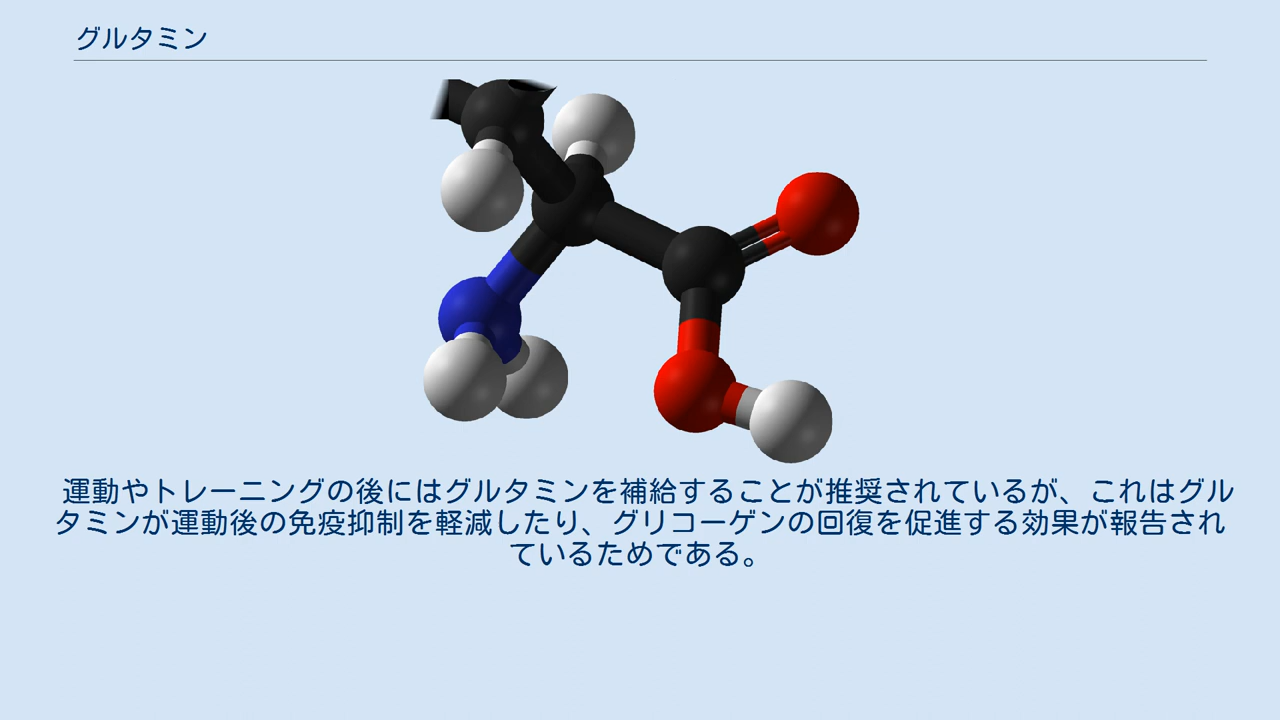 グルタミン
運動やトレーニングの後にはグルタミンを補給することが推奨されているが、これはグル
タミンが運動後の免疫抑制を軽減したり、グリコーゲンの回復を促進する効果が報告され
ているためである。